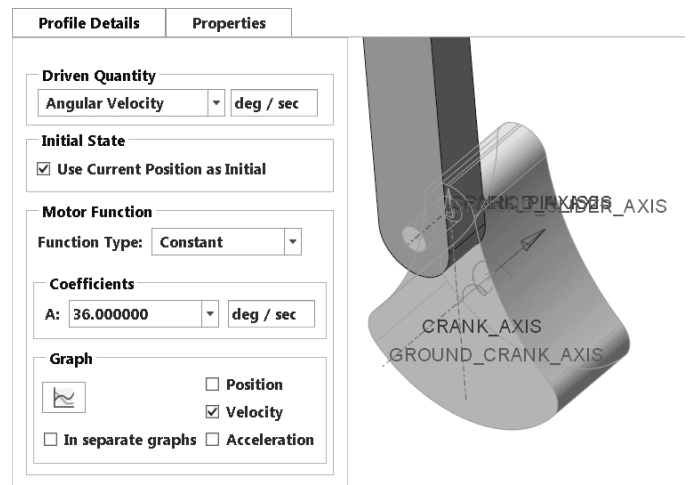 Profile Details
Properties
Driven Quantity
Angular Velocity
deg / sec
Initial State
Use Current Position as Initial
Motor Function
Function Type:
Constant
Coefficients
A:
36.000000
deg / sec
Graph
Position
Velocity
In separate graphs
Acceleration
CRANK_AXIS
GROUND_CRANK_AXIS